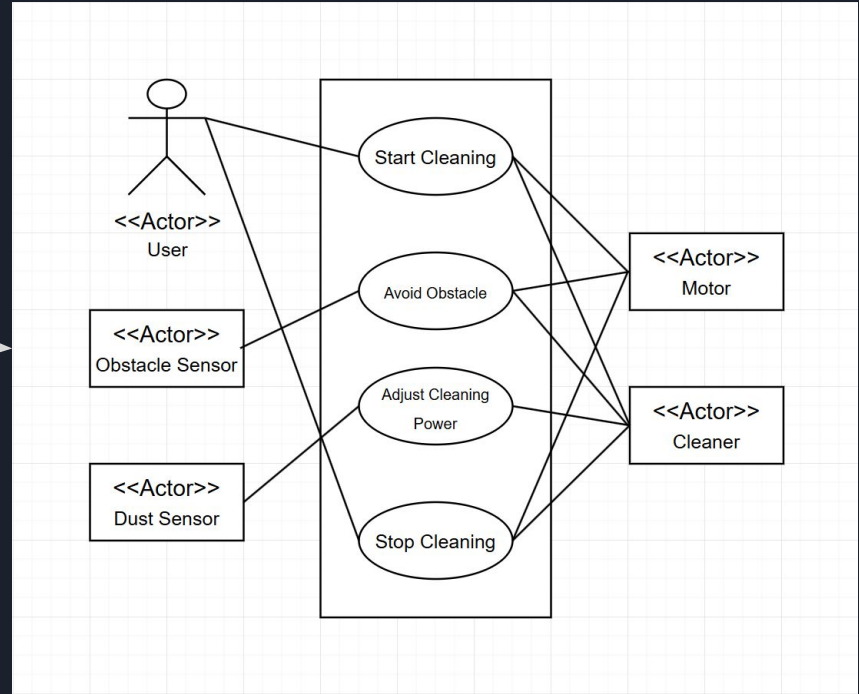 <<Actor>>
User
<<Actor>>
Obstacle Sensor
<<Actor>>
Dust Sensor
Start Cleaning
Avoid Obstacle
Adjust Cleaning
Power
Stop Cleaning
<<Actor>>
Motor
<<Actor>>
Cleaner